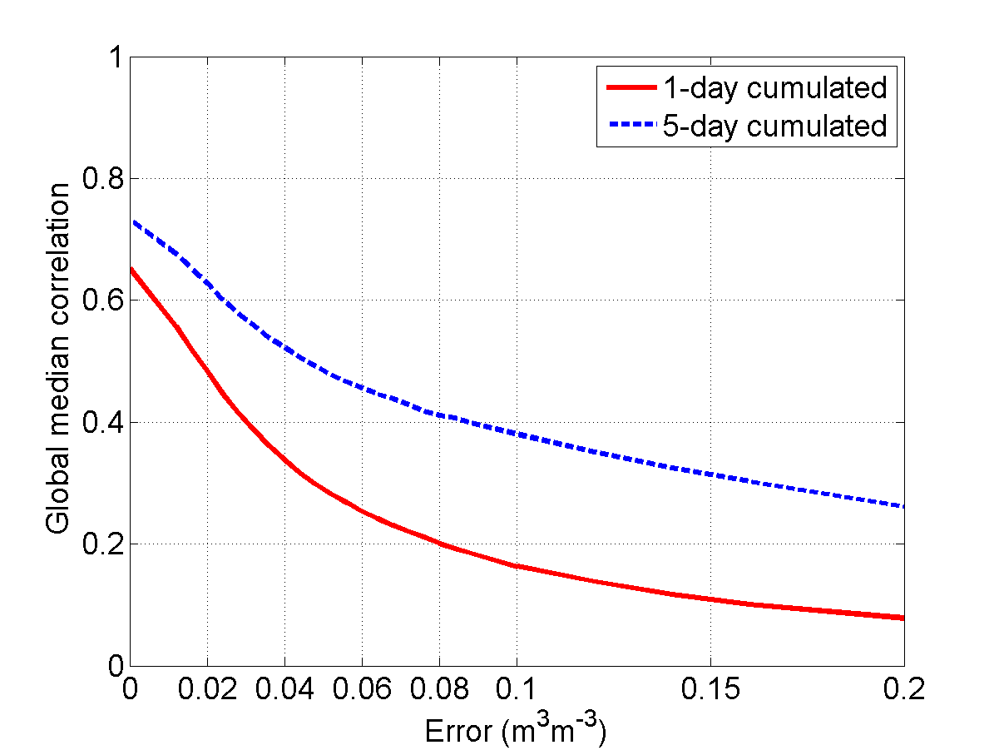 1-day cumulated
5-day cumulated
Global median correlation
1
0.8
0.6
0.4
0.2
0
0 0.02 0.04 0.06 0.08 0.1 0.15 0.2
Error (m³m⁻³)